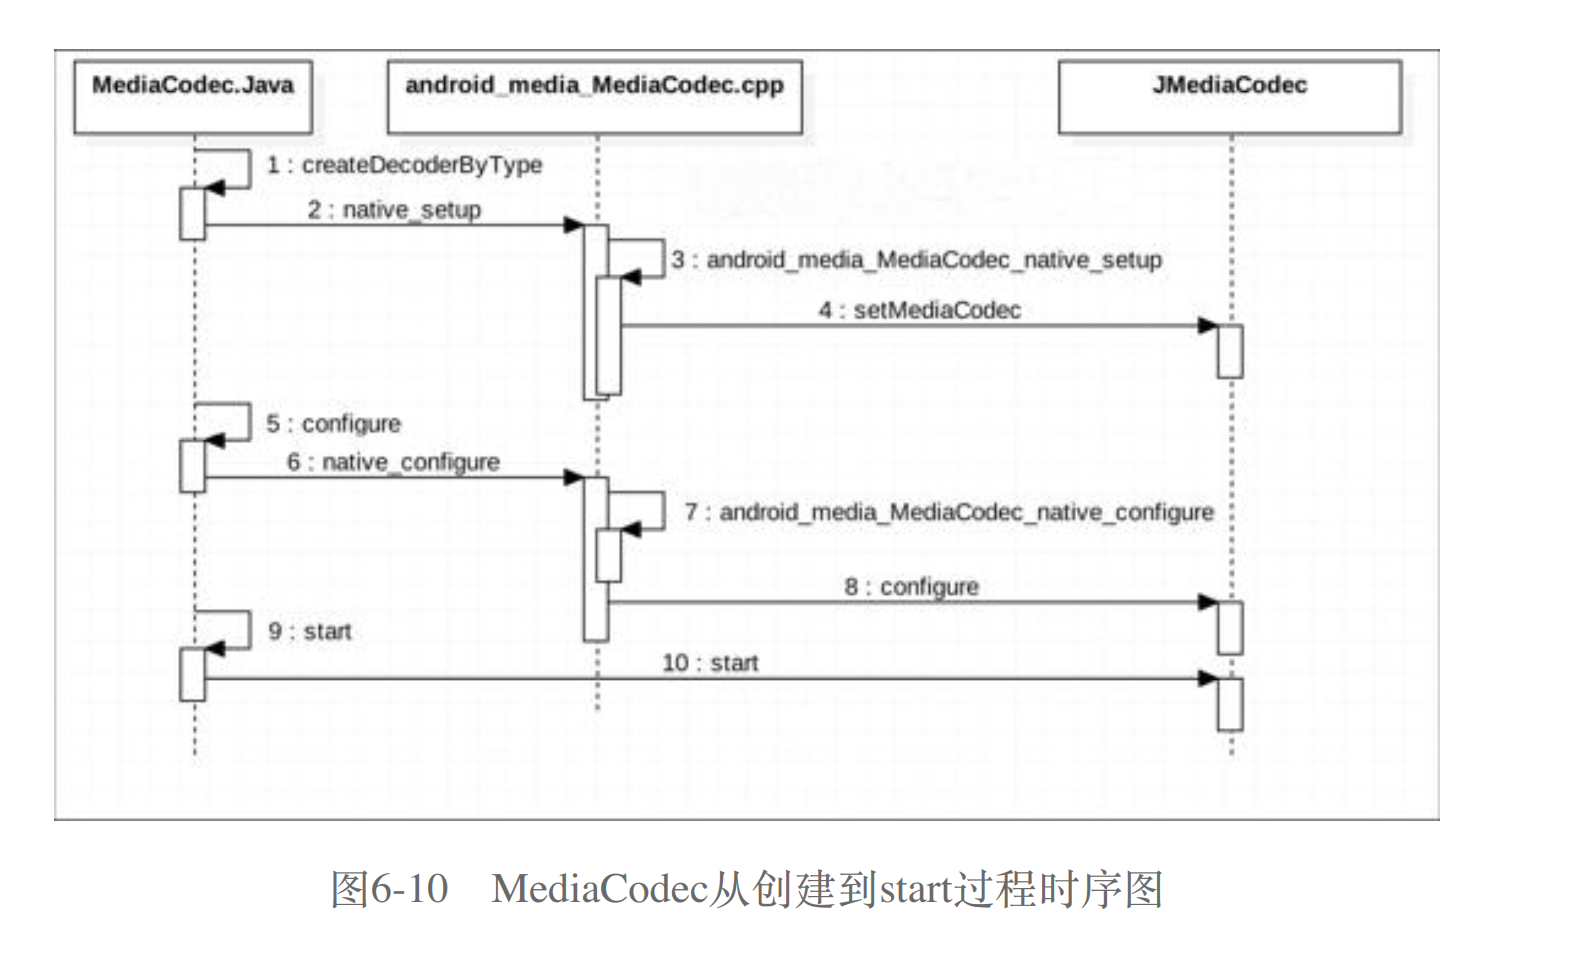 MediaCodec.Java
android_media_MediaCodec.cpp
JMediaCodec
1 : createDecoderByType
2 : native_setup
3 : android_media_MediaCodec_native_setup
4 : setMediaCodec
5 : configure
6 : native_configure
7 : android_media_MediaCodec_native_configure
8 : configure
9 : start
10 : start
图6-10 MediaCodec从创建到start过程时序图